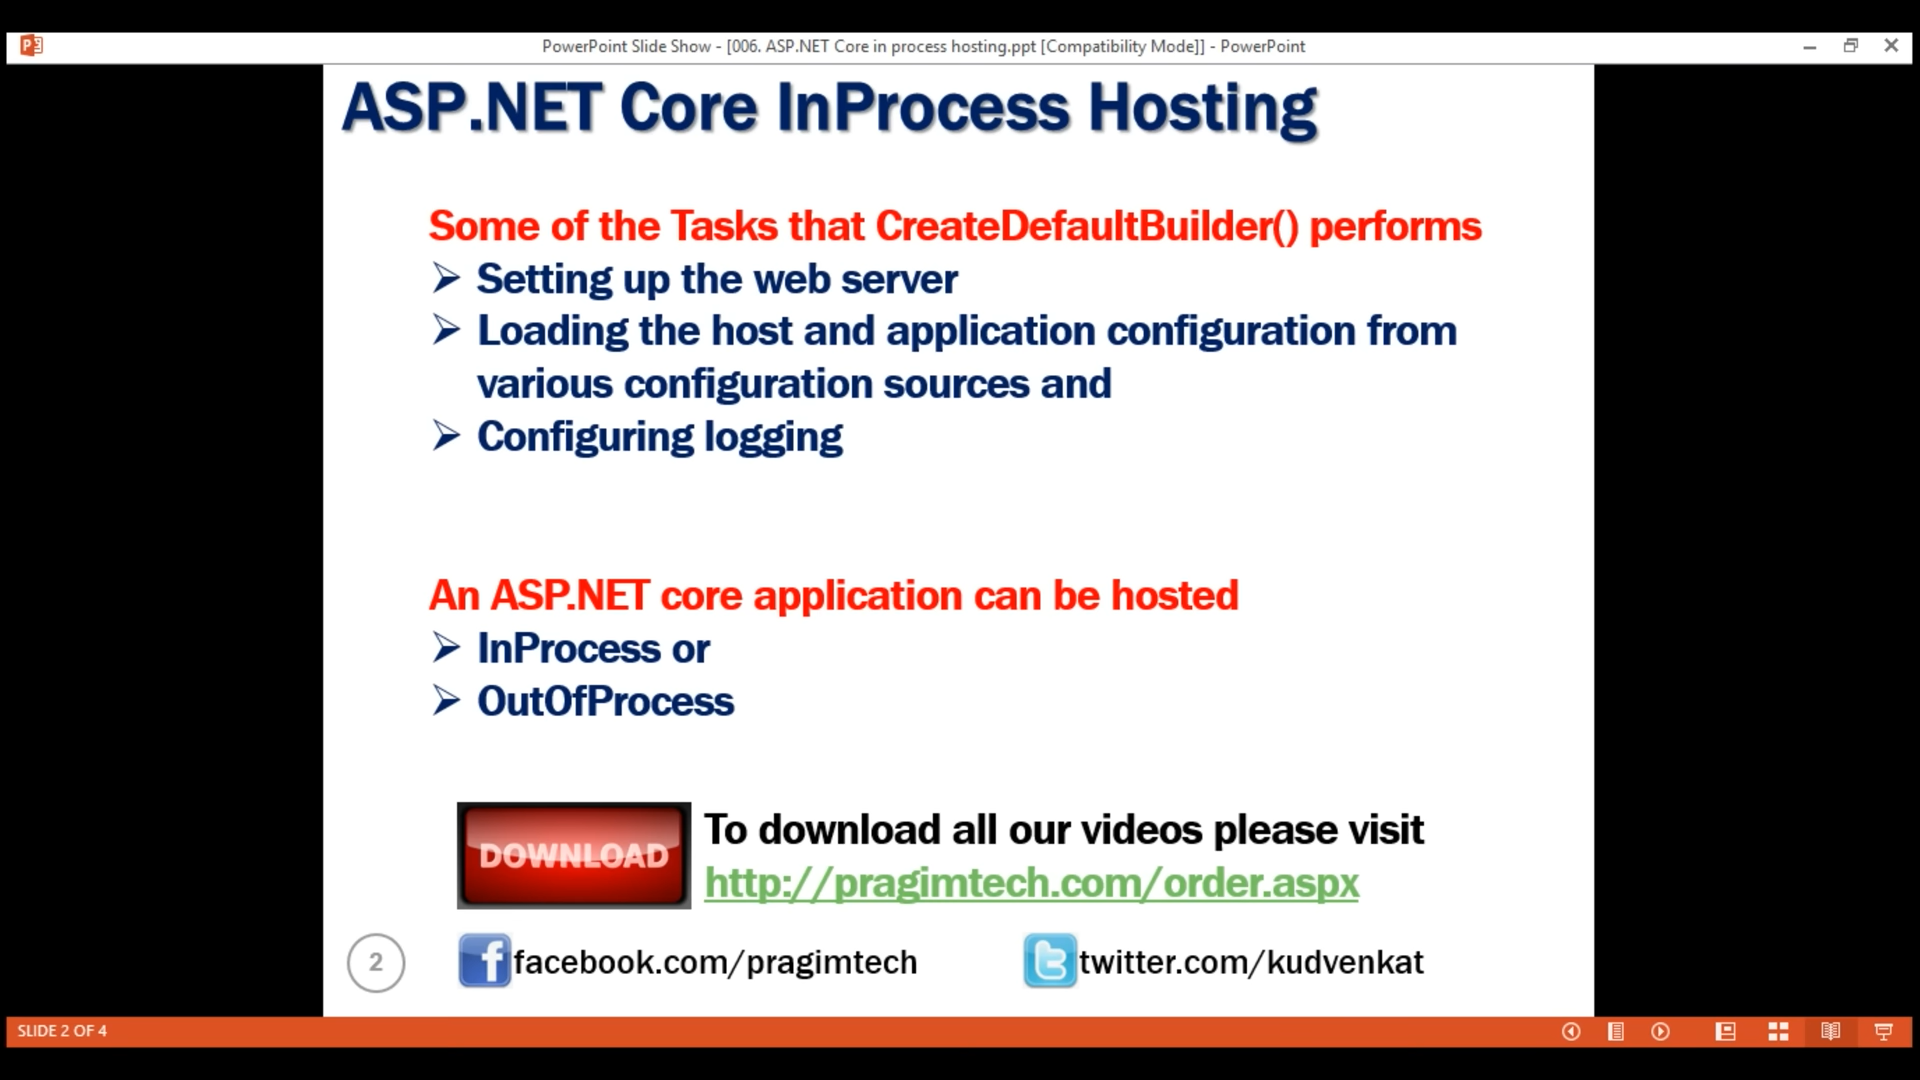 PowerPoint Slide Show - [006. ASP.NET Core in process hosting.ppt [Compatibility Mode]] - PowerPoint
ASP.NET Core InProcess Hosting
Some of the Tasks that CreateDefaultBuilder() performs
Setting up the web server
Loading the host and application configuration from
various configuration sources and
Configuring logging
An ASP.NET core application can be hosted
InProcess or
OutOfProcess
DOWNLOAD
To download all our videos please visit
http://pragimtech.com/order.aspx
2
facebook.com/pragimtech
twitter.com/kudvenkat
SLIDE 2 OF 4